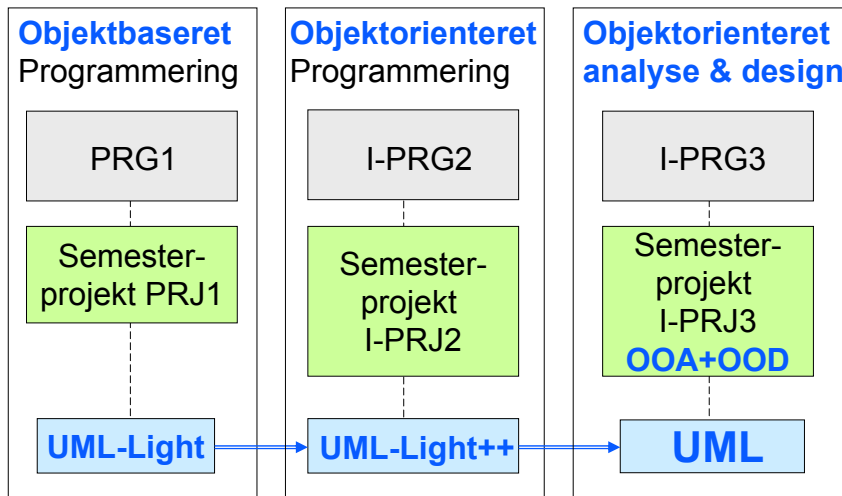 Objektbaseret
Programmering
PRG1
Semester-
projekt PRJ1
UML-Light
Objektorienteret
Programmering
I-PRG2
Semester-
projekt
I-PRJ2
UML-Light++
Objektorienteret
analyse & design
I-PRG3
Semester-
projekt
I-PRJ3
OOA+OOD
UML